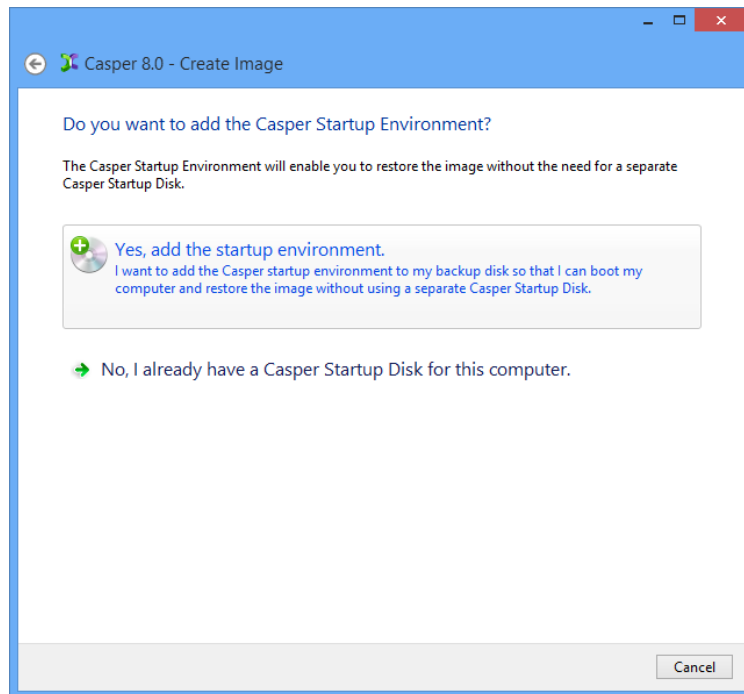 Casper 8.0 - Create Image
Do you want to add the Casper Startup Environment?
The Casper Startup Environment will enable you to restore the image without the need for a separate
Casper Startup Disk.
Yes, add the startup environment.
I want to add the Casper startup environment to my backup disk so that I can boot my
computer and restore the image without using a separate Casper Startup Disk.
No, I already have a Casper Startup Disk for this computer.
Cancel